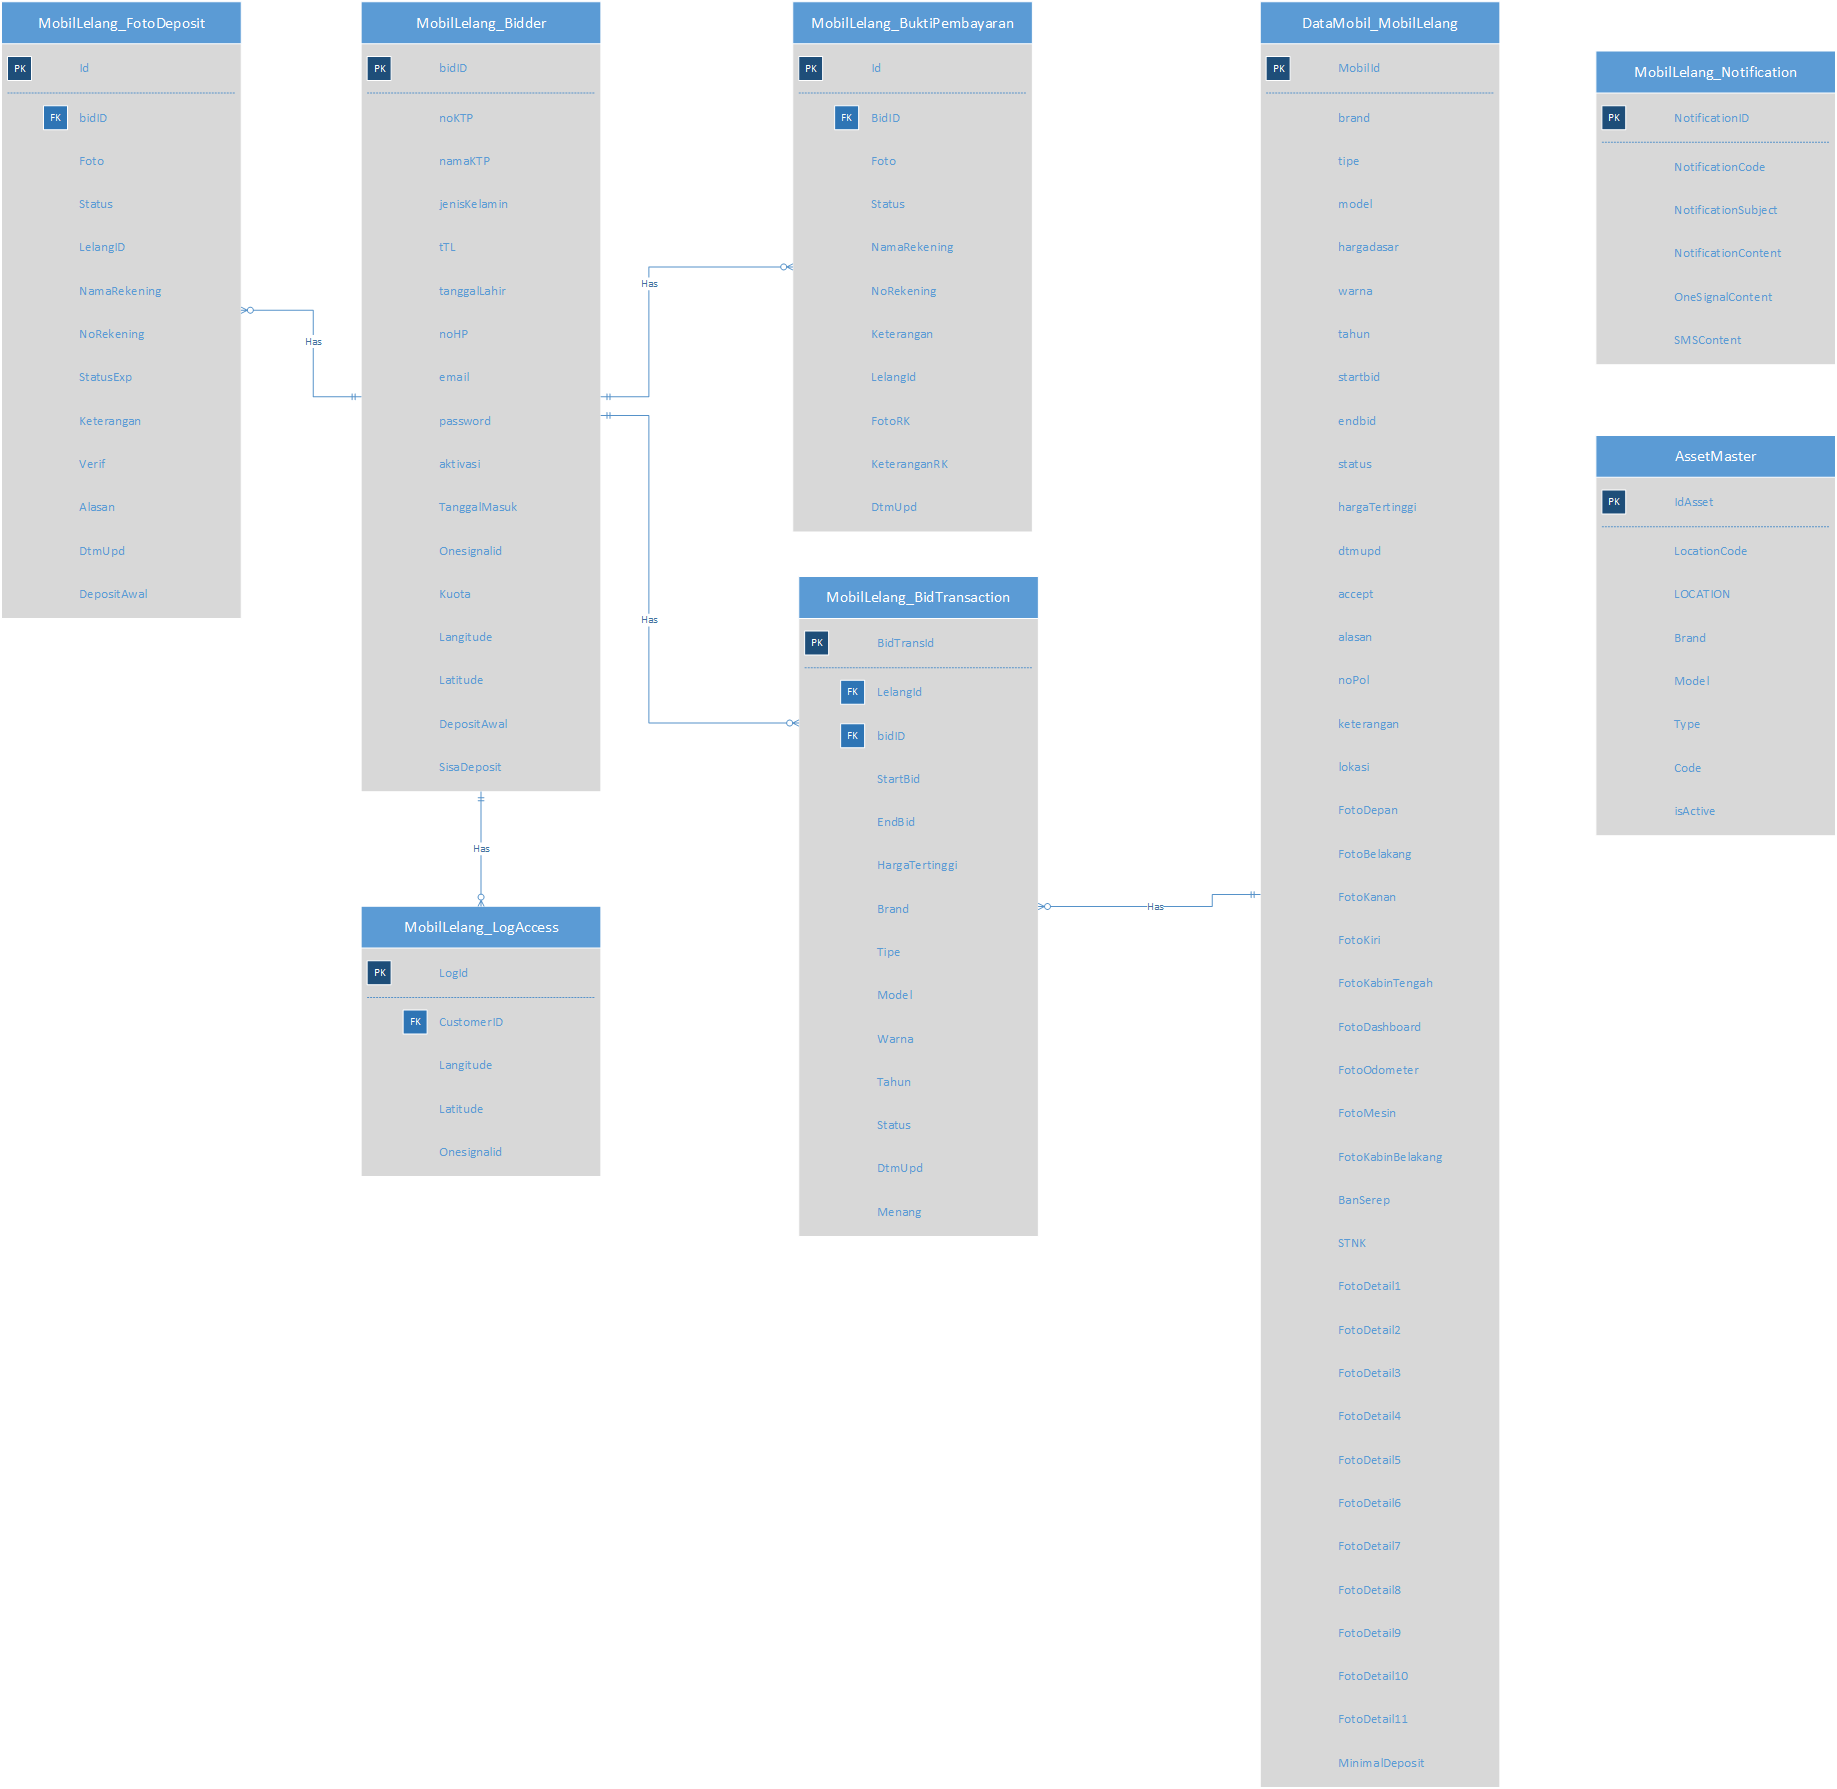 MobilLelang_FotoDeposit
PK Id
FK bidID
Foto
Status
LelangID
NamaRekening
NoRekening
StatusExp
Keterangan
Verif
Alasan
DtmUpd
DepositAwal
Has
MobilLelang_Bidder
PK bidID
noKTP
namaKTP
jenisKelamin
tTL
tanggalLahir
noHP
email
password
aktivasi
TanggalMasuk
Onesignalid
Kuota
Langitude
Latitude
DepositAwal
SisaDeposit
Has
MobilLelang_LogAccess
PK LogId
FK CustomerID
Langitude
Latitude
Onesignalid
Has
Has
MobilLelang_BuktiPembayaran
PK Id
FK BidID
Foto
Status
NamaRekening
NoRekening
Keterangan
LelangId
FotoRK
KeteranganRK
DtmUpd
MobilLelang_BidTransaction
PK BidTransId
FK LelangId
FK bidID
StartBid
EndBid
HargaTertinggi
Brand
Tipe
Model
Warna
Tahun
Status
DtmUpd
Menang
Has
DataMobil_MobilLelang
PK MobilId
brand
tipe
model
hargadasar
warna
tahun
startbid
endbid
status
hargaTertinggi
dtmupd
accept
alasan
noPol
keterangan
lokasi
FotoDepan
FotoBelakang
FotoKanan
FotoKiri
FotoKabinTengah
FotoDashboard
FotoOdometer
FotoMesin
FotoKabinBelakang
BanSerep
STNK
FotoDetail1
FotoDetail2
FotoDetail3
FotoDetail4
FotoDetail5
FotoDetail6
FotoDetail7
FotoDetail8
FotoDetail9
FotoDetail10
FotoDetail11
MinimalDeposit
MobilLelang_Notification
PK NotificationID
NotificationCode
NotificationSubject
NotificationContent
OneSignalContent
SMSContent
AssetMaster
PK IdAsset
LocationCode
LOCATION
Brand
Model
Type
Code
isActive